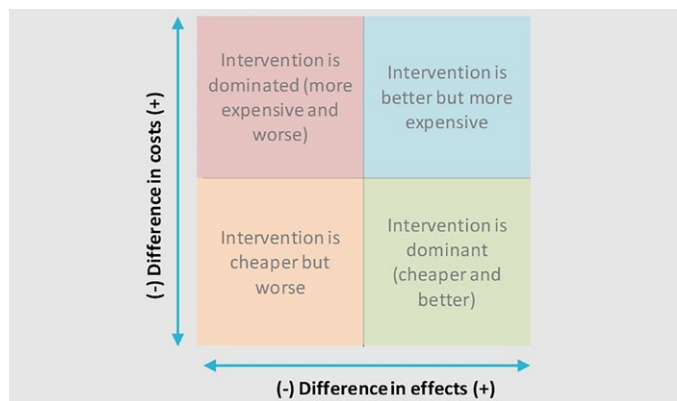 Intervention is
dominated (more
expensive and
worse)
Intervention is
better but more
expensive
(-) Difference in costs (+)
Intervention is
cheaper but
worse
Intervention is
dominant
(cheaper and
better)
(-) Difference in effects (+)